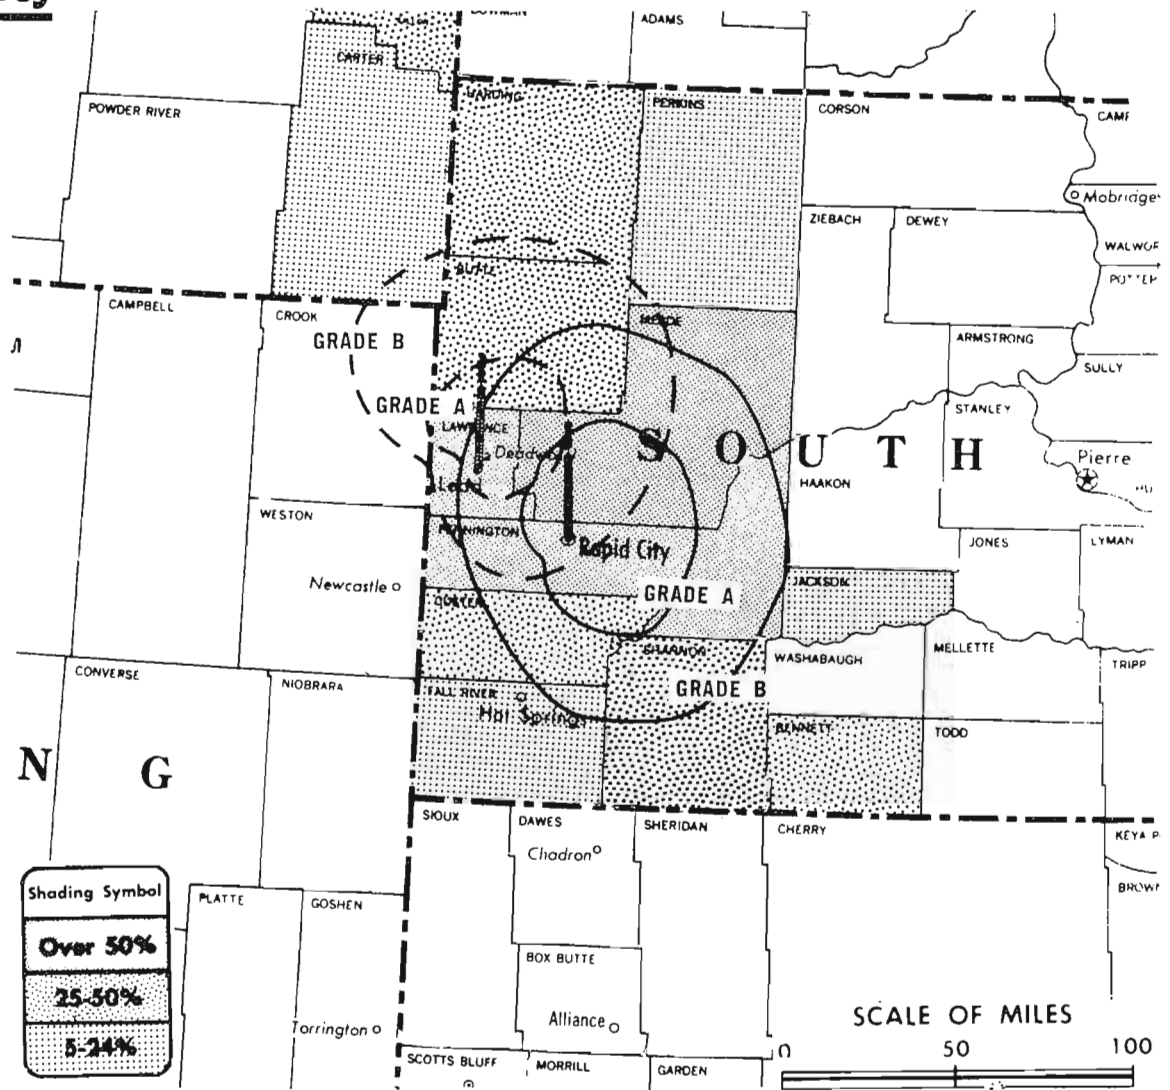 ADAMS
CARTER
POWDER RIVER
HARDING
PERKINS
CORSON
Mobridge
ZIEBACH
DEWEY
CAMPBELL
CROOK
BUTTE
MEADE
ARMSTRONG
SULLY
GRADE B
GRADE A
STANLEY
LAWRENCE
Deadwood
SOUTH
Pierre
Lead
HAAKON
WESTON
PENNINGTON
Rapid City
JONES
LYMAN
Newcastle
CUSTER
GRADE A
JACKSON
SHANNON
WASHABAUGH
MELLETTE
TRIPP
CONVERSE
NIOBRARA
FALL RIVER
GRADE B
Hot Springs
BENNETT
TODD
N G
SIOUX
DAWES
SHERIDAN
CHERRY
KEYA P
Chadron
Shading Symbol
Over 50%
25-50%
5-24%
PLATTE
GOSHEN
BROWN
BOX BUTTE
Torrington
Alliance
SCALE OF MILES
0 50 100
SCOTTS BLUFF
MORRILL
GARDEN